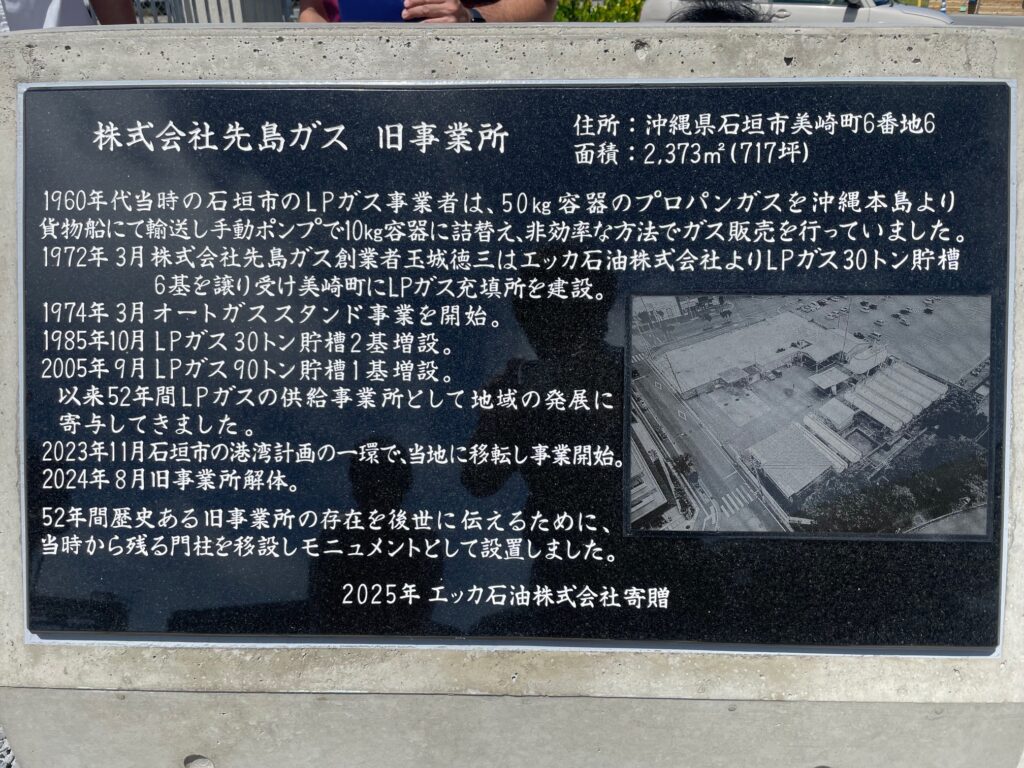 株式会社先島ガス 旧事業所
住所：沖縄県石垣市美崎町6番地6
面積：2,373㎡(717坪)
1960年代当時の石垣市のLPガス事業者は、50㎏容器のプロパンガスを沖縄本島より
貨物船にて輸送し手動ポンプで10㎏容器に詰替え、非効率な方法でガス販売を行っていました。
1972年 3月 株式会社先島ガス創業者玉城徳三はエッカ石油株式会社よりLPガス30トン貯槽
6基を譲り受け美崎町にLPガス充填所を建設。
1974年 3月 オートガススタンド事業を開始。
1985年10月 LPガス30トン貯槽2基増設。
2005年 9月 LPガス90トン貯槽1基増設。
以来52年間LPガスの供給事業所として地域の発展に
寄与してきました。
2023年11月石垣市の港湾計画の一環で、当地に移転し事業開始。
2024年 8月旧事業所解体。
52年間歴史ある旧事業所の存在を後世に伝えるために、
当時から残る門柱を移設しモニュメントとして設置しました。
2025年 エッカ石油株式会社寄贈